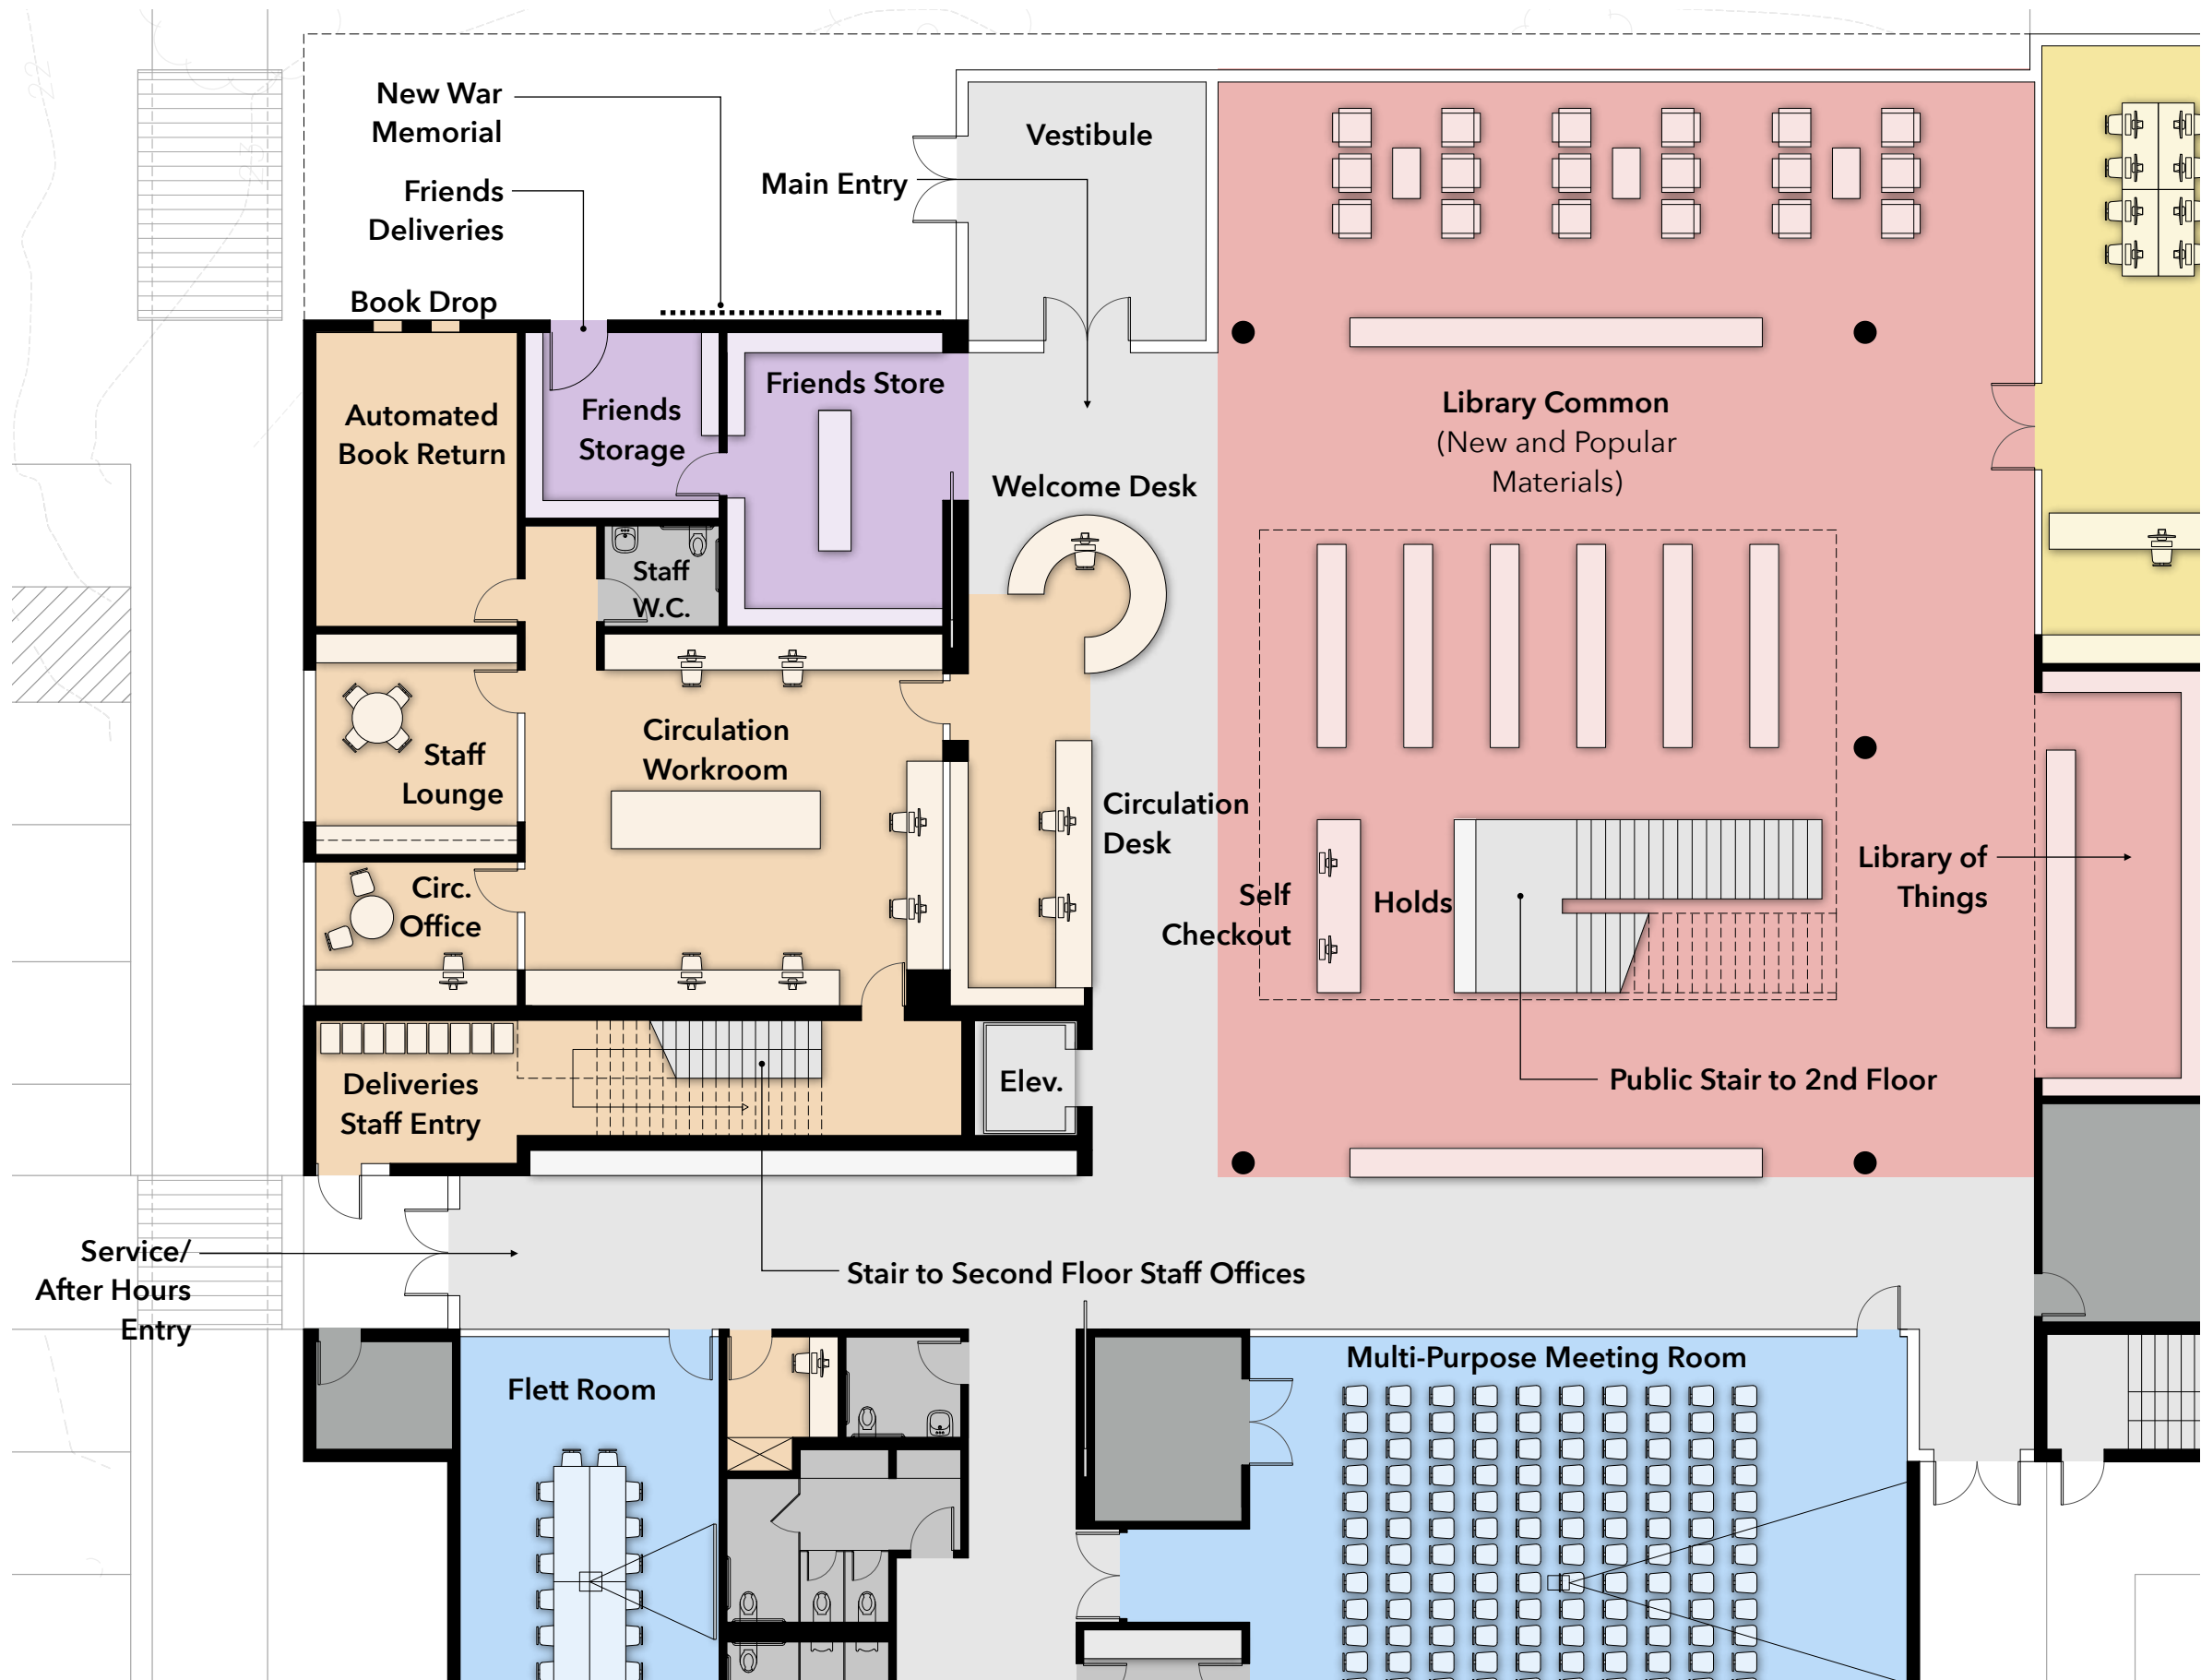 22
23
New War
Memorial
Friends
Deliveries
Book Drop
Main Entry
Vestibule
Automated
Book Return
Friends
Storage
Friends Store
Library Common
(New and Popular
Materials)
Welcome Desk
Staff
W.C.
Staff
Lounge
Circulation
Workroom
Circulation
Desk
Circ.
Office
Self
Checkout
Holds
Library of
Things
Deliveries
Staff Entry
Elev.
Public Stair to 2nd Floor
Service/
After Hours
Entry
Stair to Second Floor Staff Offices
Flett Room
Multi-Purpose Meeting Room